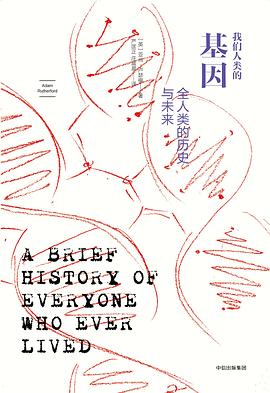 我们人类的
基因
全人类的历史
与未来
Adam
Rutherford
A BRIEF
HISTORY OF
EVERYONE
WHO EVER
LIVED
中信出版集团